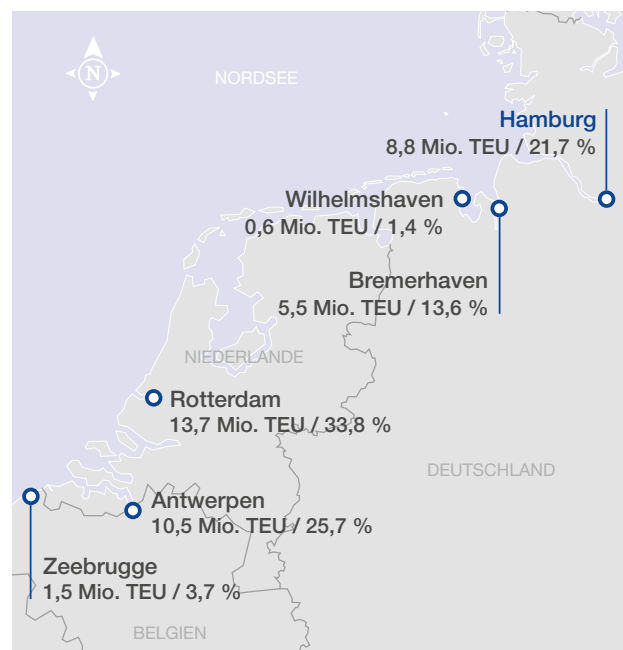 N
NORDSEE
Hamburg
8,8 Mio. TEU / 21,7 %
Wilhelmshaven
0,6 Mio. TEU / 1,4 %
Bremerhaven
5,5 Mio. TEU / 13,6 %
NIEDERLANDE
Rotterdam
13,7 Mio. TEU / 33,8 %
DEUTSCHLAND
Antwerpen
10,5 Mio. TEU / 25,7 %
Zeebrugge
1,5 Mio. TEU / 3,7 %
BELGIEN